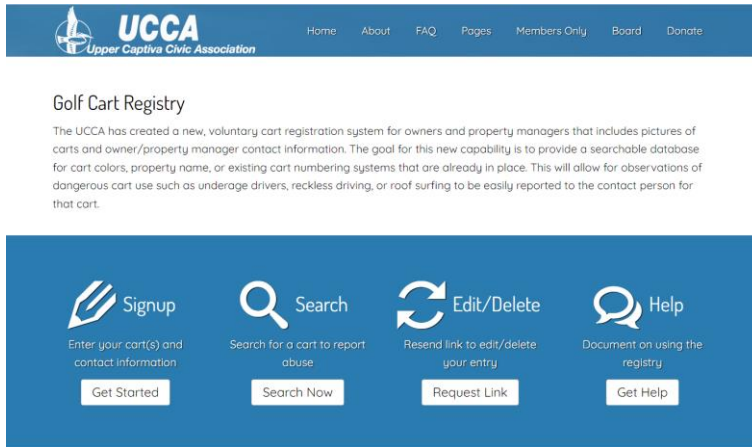 UCCA
Upper Captiva Civic Association
Home About FAQ Pages Members Only Board Donate
Golf Cart Registry
The UCCA has created a new, voluntary cart registration system for owners and property managers that includes pictures of
carts and owner/property manager contact information. The goal for this new capability is to provide a searchable database
for cart colors, property name, or existing cart numbering systems that are already in place. This will allow for observations of
dangerous cart use such as underage drivers, reckless driving, or roof surfing to be easily reported to the contact person for
that cart.
Signup
Enter your cart(s) and
contact information
Get Started
Search
Search for a cart to report
abuse
Search Now
Edit/Delete
Resend link to edit/delete
your entry
Request Link
Help
Document on using the
registry
Get Help